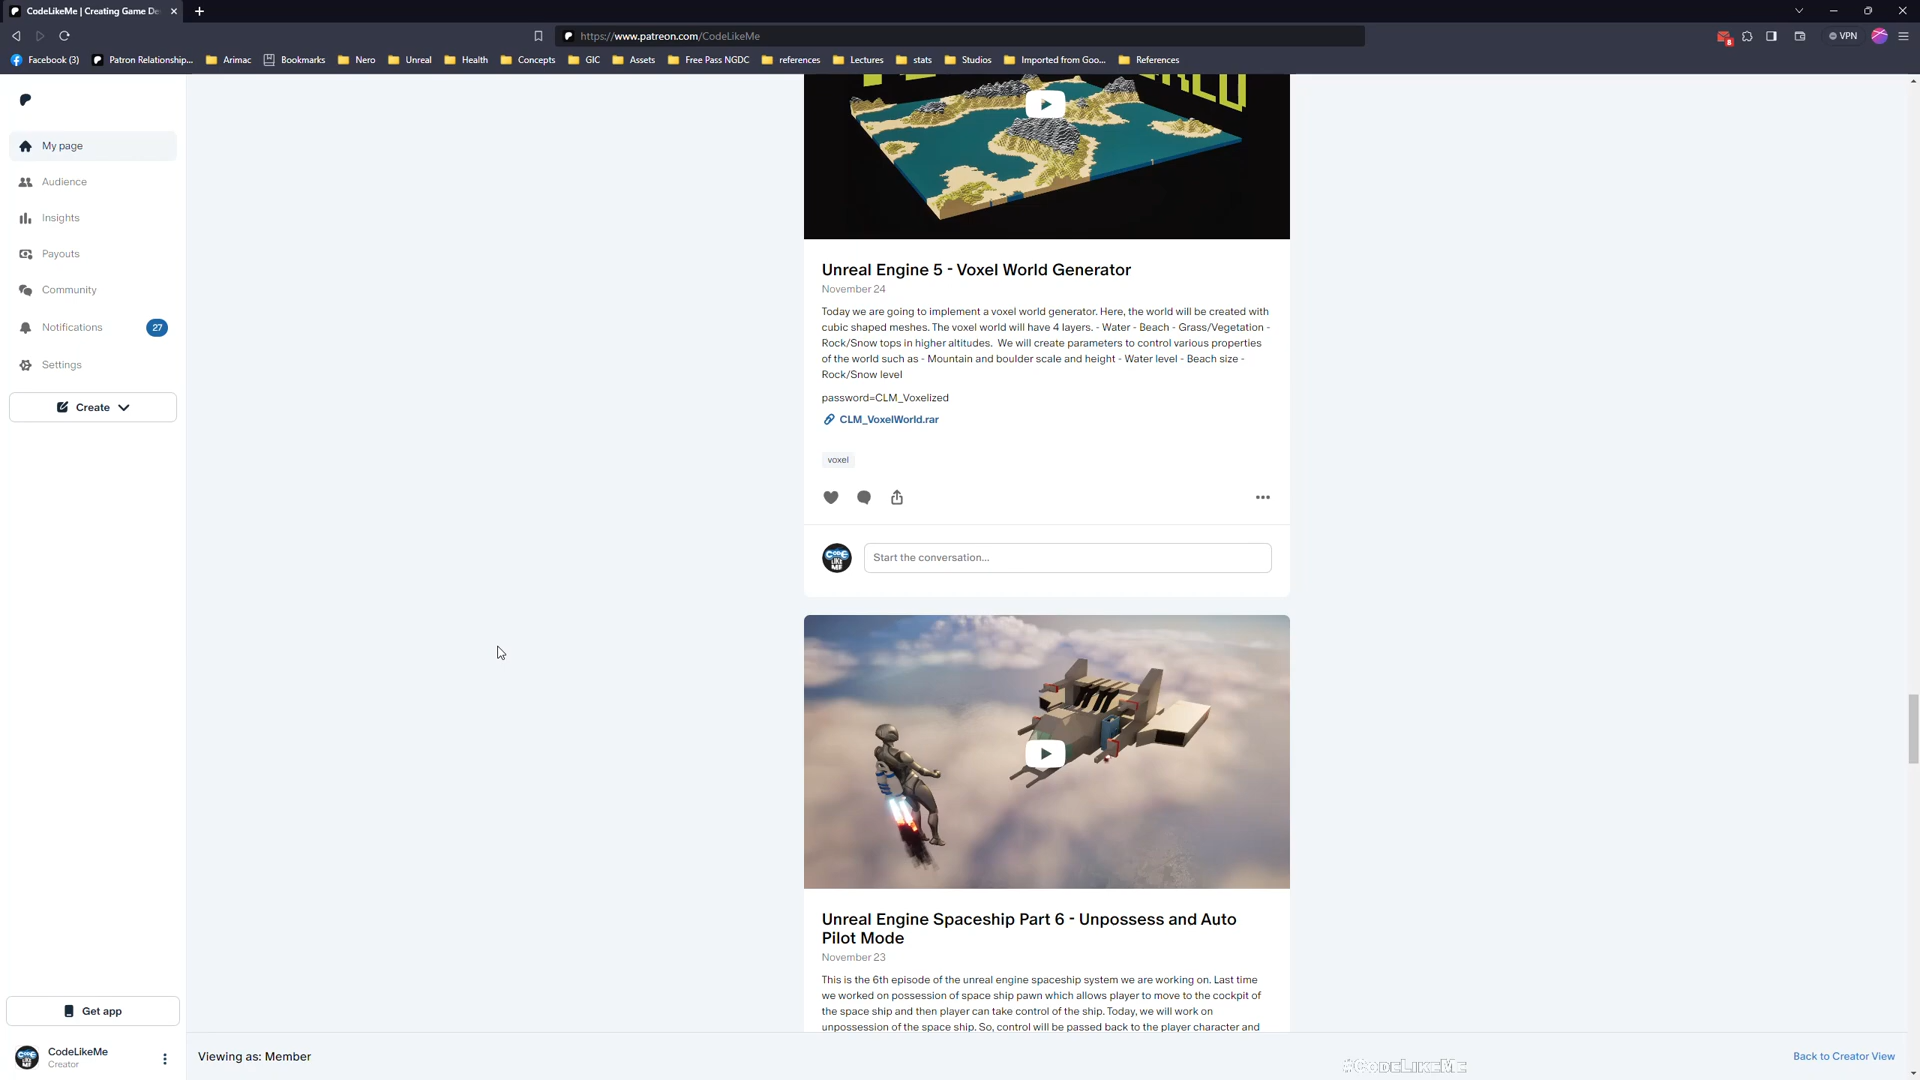 CodeLikeMe | Creating Game De
https://www.patreon.com/CodeLikeMe
8
VPN
Facebook (3)
Patron Relationship...
Arimac
Bookmarks
Nero
Unreal
Health
Concepts
GIC
Assets
Free Pass NGDC
references
Lectures
stats
Studios
Imported from Goo...
References
My page
Audience
Insights
Payouts
Community
Notifications
27
Settings
Create
Unreal Engine 5 - Voxel World Generator
November 24
Today we are going to implement a voxel world generator. Here, the world will be created with
cubic shaped meshes. The voxel world will have 4 layers. - Water - Beach - Grass/Vegetation -
Rock/Snow tops in higher altitudes.  We will create parameters to control various properties
of the world such as - Mountain and boulder scale and height - Water level - Beach size -
Rock/Snow level
password=CLM_Voxelized
CLM_VoxelWorld.rar
voxel
CODE LIKE ME
Start the conversation...
Unreal Engine Spaceship Part 6 - Unpossess and Auto
Pilot Mode
November 23
This is the 6th episode of the unreal engine spaceship system we are working on. Last time
we worked on possession of space ship pawn which allows player to move to the cockpit of
the space ship and then player can take control of the ship. Today, we will work on
unpossession of the space ship. So, control will be passed back to the player character and
Get app
CodeLikeMe
Creator
Viewing as: Member
#CodeLikeMe
Back to Creator View